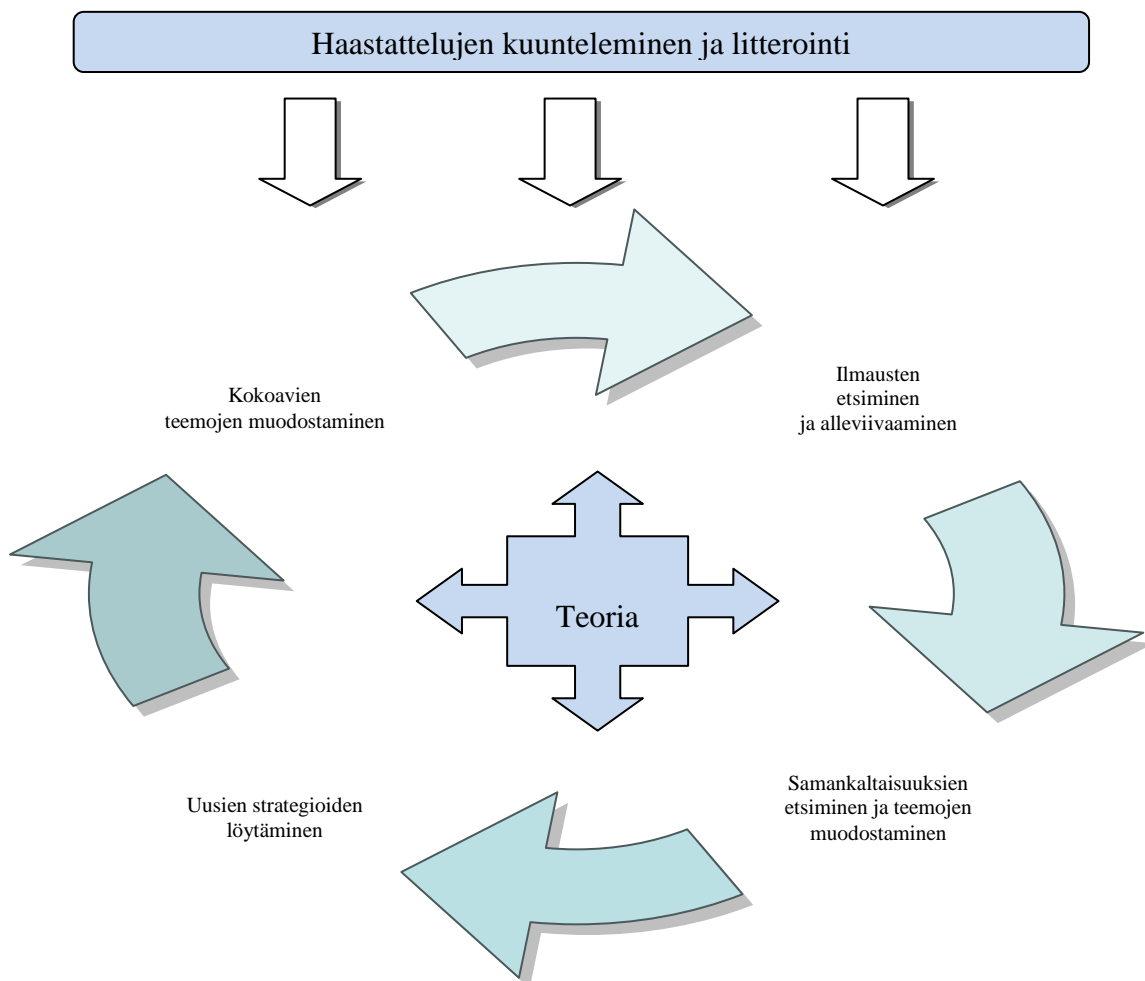 Haastattelujen kuunteleminen ja litterointi
Kokoavien
teemojen muodostaminen
Ilmausten
etsiminen
ja alleviivaaminen
Teoria
Uusien strategioiden
löytäminen
Samankaltaisuuksien
etsiminen ja teemojen
muodostaminen